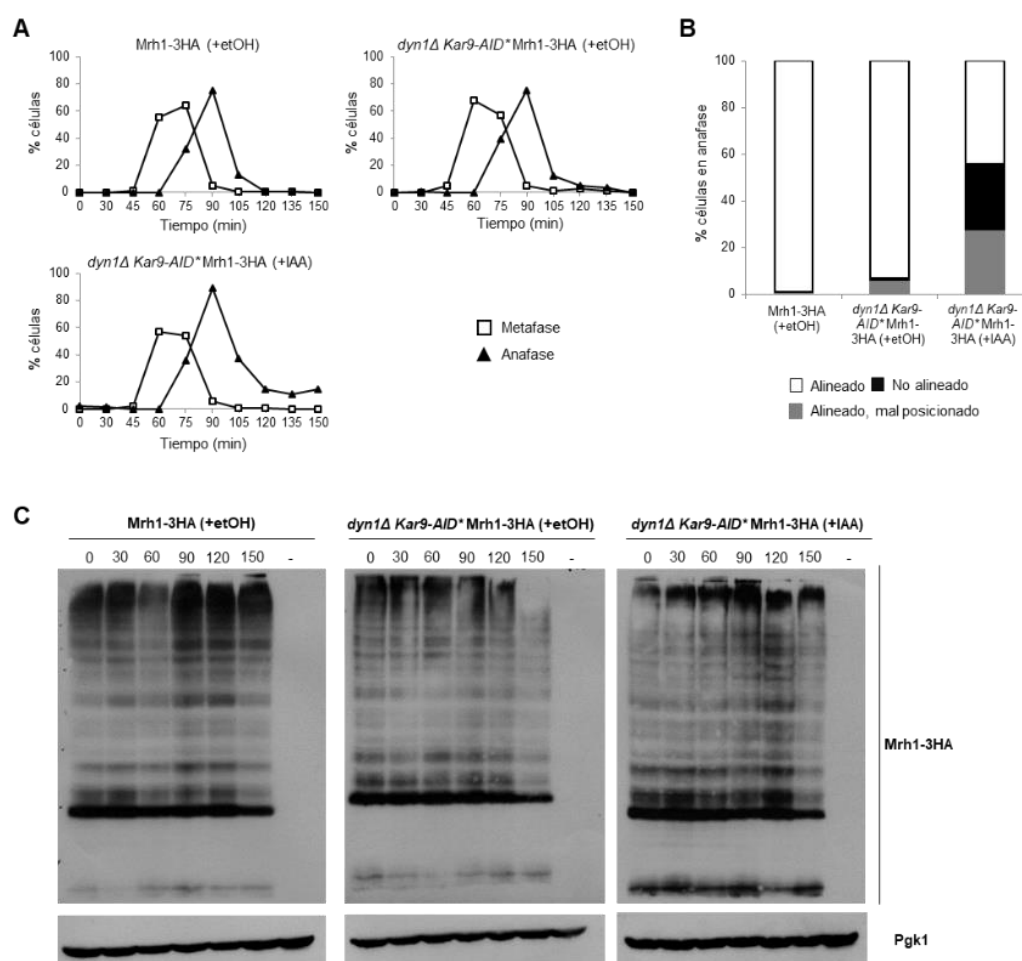 A
Mrh1-3HA (+etOH)
% células
100
80
60
40
20
0
0 30 45 60 75 90 105 120 135 150
Tiempo (min)
dyn1Δ Kar9-AID* Mrh1-3HA (+etOH)
% células
100
80
60
40
20
0
0 30 45 60 75 90 105 120 135 150
Tiempo (min)
dyn1Δ Kar9-AID* Mrh1-3HA (+IAA)
% células
100
80
60
40
20
0
0 30 45 60 75 90 105 120 135 150
Tiempo (min)
Metafase
Anafase
B
% células en anafase
100
80
60
40
20
0
Mrh1-3HA
(+etOH)
dyn1Δ Kar9-
AID* Mrh1-
3HA (+etOH)
dyn1Δ Kar9-
AID* Mrh1-
3HA (+IAA)
Alineado No alineado
Alineado, mal posicionado
C
Mrh1-3HA (+etOH)
0 30 60 90 120 150 -
dyn1Δ Kar9-AID* Mrh1-3HA (+etOH)
0 30 60 90 120 150 -
dyn1Δ Kar9-AID* Mrh1-3HA (+IAA)
0 30 60 90 120 150 -
Mrh1-3HA
Pgk1